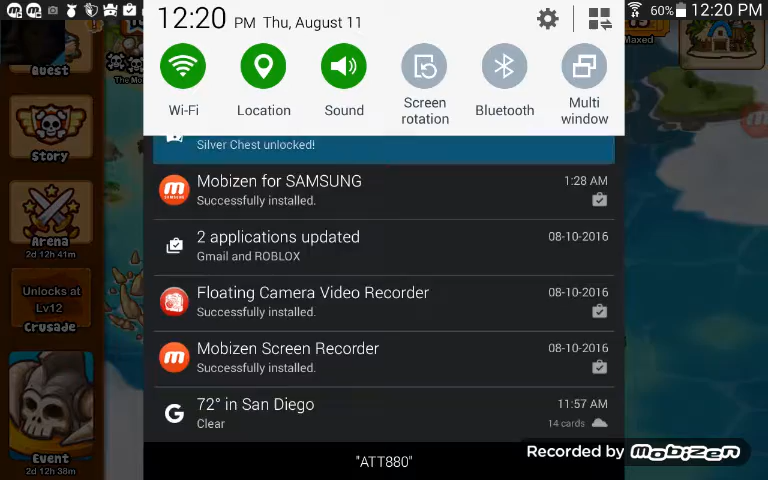 60% 12:20 PM
12:20 PM Thu, August 11
Wi-Fi
Location
Sound
Screen rotation
Bluetooth
Multi window
Silver Chest unlocked!
Mobizen for SAMSUNG
1:28 AM
Successfully installed.
2 applications updated
08-10-2016
Gmail and ROBLOX
Floating Camera Video Recorder
08-10-2016
Successfully installed.
Mobizen Screen Recorder
08-10-2016
Successfully installed.
72° in San Diego
11:57 AM
Clear
14 cards
"ATT880"
Quest
Story
Arena
2d 12h 41m
Unlocks at
Lv12
Crusade
Event
2d 12h 38m
Maxed
Recorded by mobizen